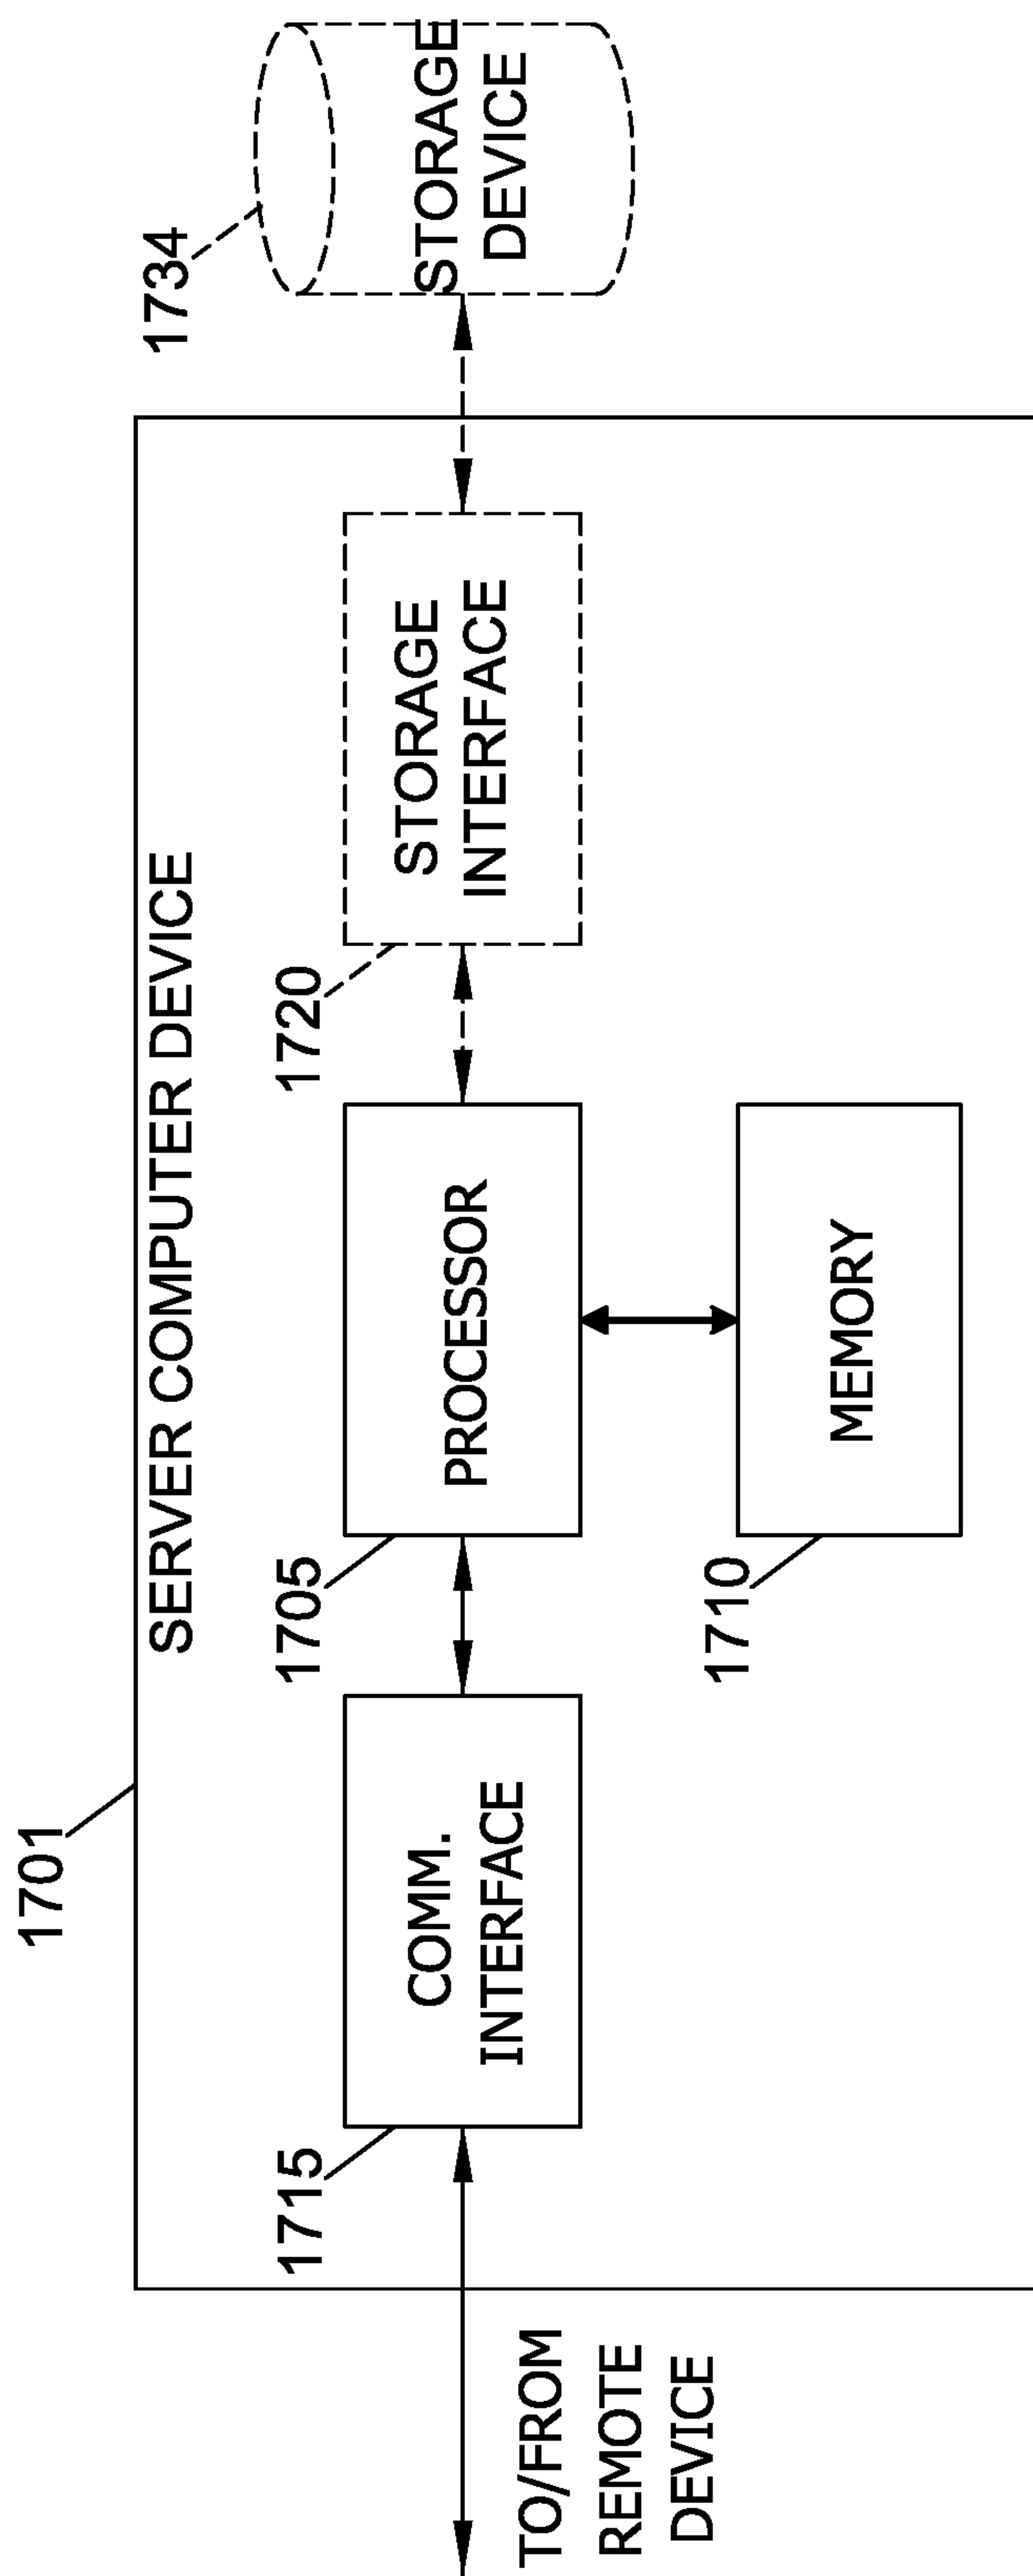 1701
SERVER COMPUTER DEVICE
1734
1715
1705
1720
COMM.
INTERFACE
PROCESSOR
STORAGE
INTERFACE
STORAGE
DEVICE
TO/FROM
REMOTE
DEVICE
1710
MEMORY